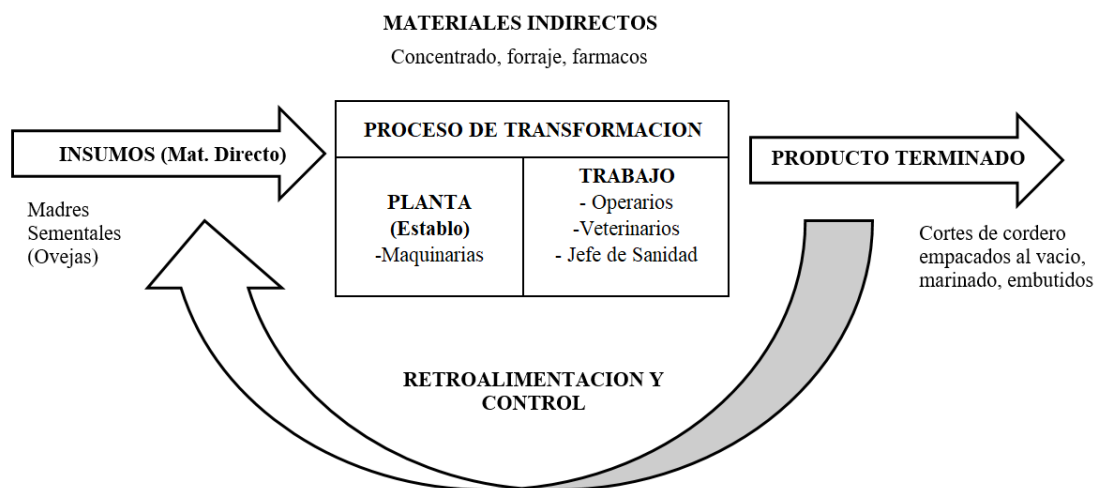 MATERIALES INDIRECTOS
Concentrado, forraje, farmacos
PROCESO DE TRANSFORMACION
INSUMOS (Mat. Directo)
PLANTA
(Establo)
-Maquinarias
TRABAJO
- Operarios
-Veterinarios
- Jefe de Sanidad
PRODUCTO TERMINADO
Madres
Sementales
(Ovejas)
Cortes de cordero
empacados al vacio,
marinado, embutidos
RETROALIMENTACION Y
CONTROL